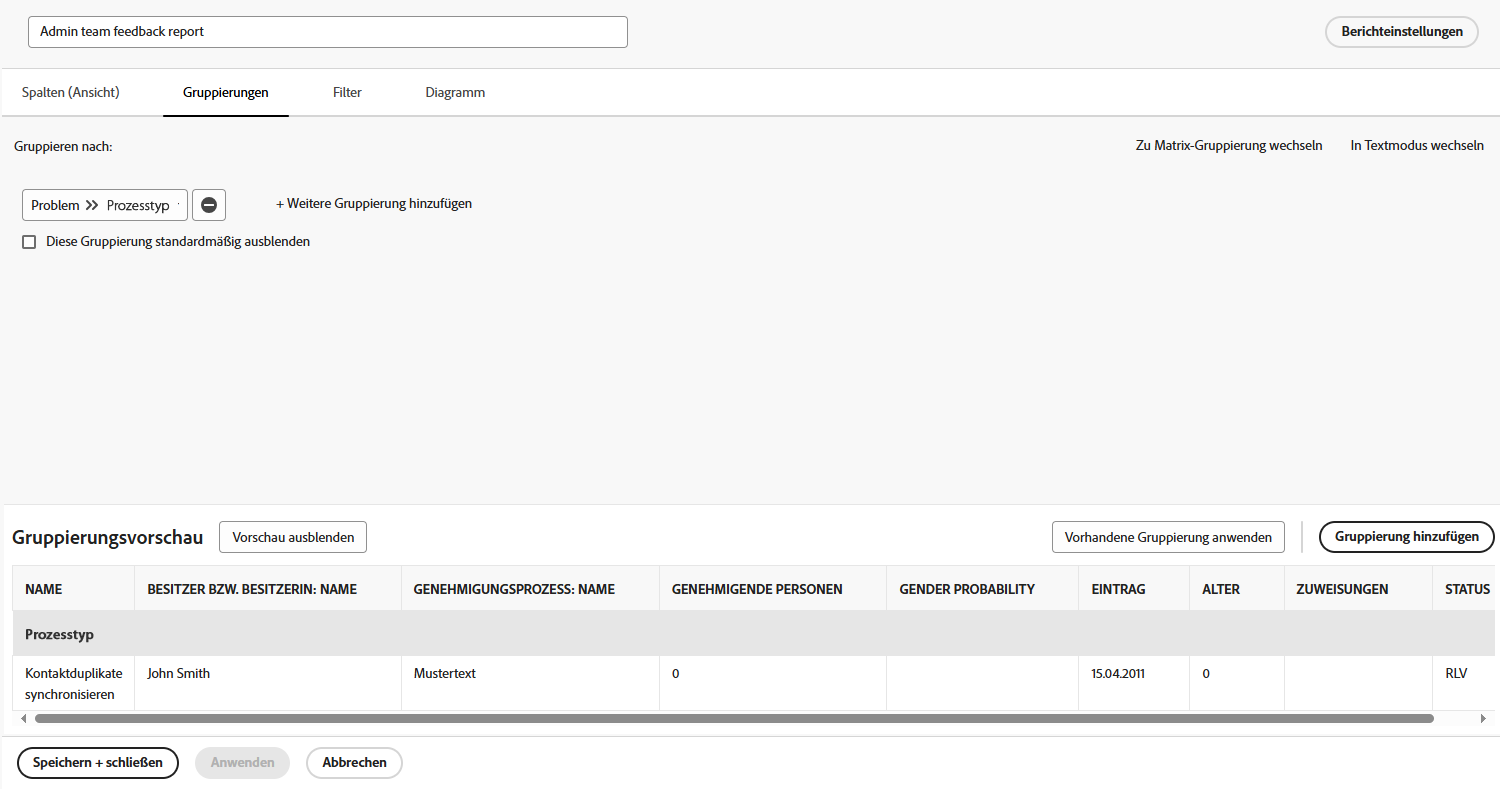 Admin team feedback report
Berichteinstellungen
Spalten (Ansicht) Gruppierungen Filter Diagramm
Gruppieren nach:
Zu Matrix-Gruppierung wechseln In Textmodus wechseln
Problem >> Prozesstyp
+ Weitere Gruppierung hinzufügen
Diese Gruppierung standardmäßig ausblenden
Gruppierungsvorschau Vorschau ausblenden Vorhandene Gruppierung anwenden Gruppierung hinzufügen
NAME BESITZER BZW. BESITZERIN: NAME GENEHMIGUNGSPROZESS: NAME GENEHMIGENDE PERSONEN GENDER PROBABILITY EINTRAG ALTER ZUWEISUNGEN STATUS
Prozesstyp
Kontaktduplikate John Smith Mustertext 0 15.04.2011 0 RLV
synchronisieren
Speichern + schließen Anwenden Abbrechen